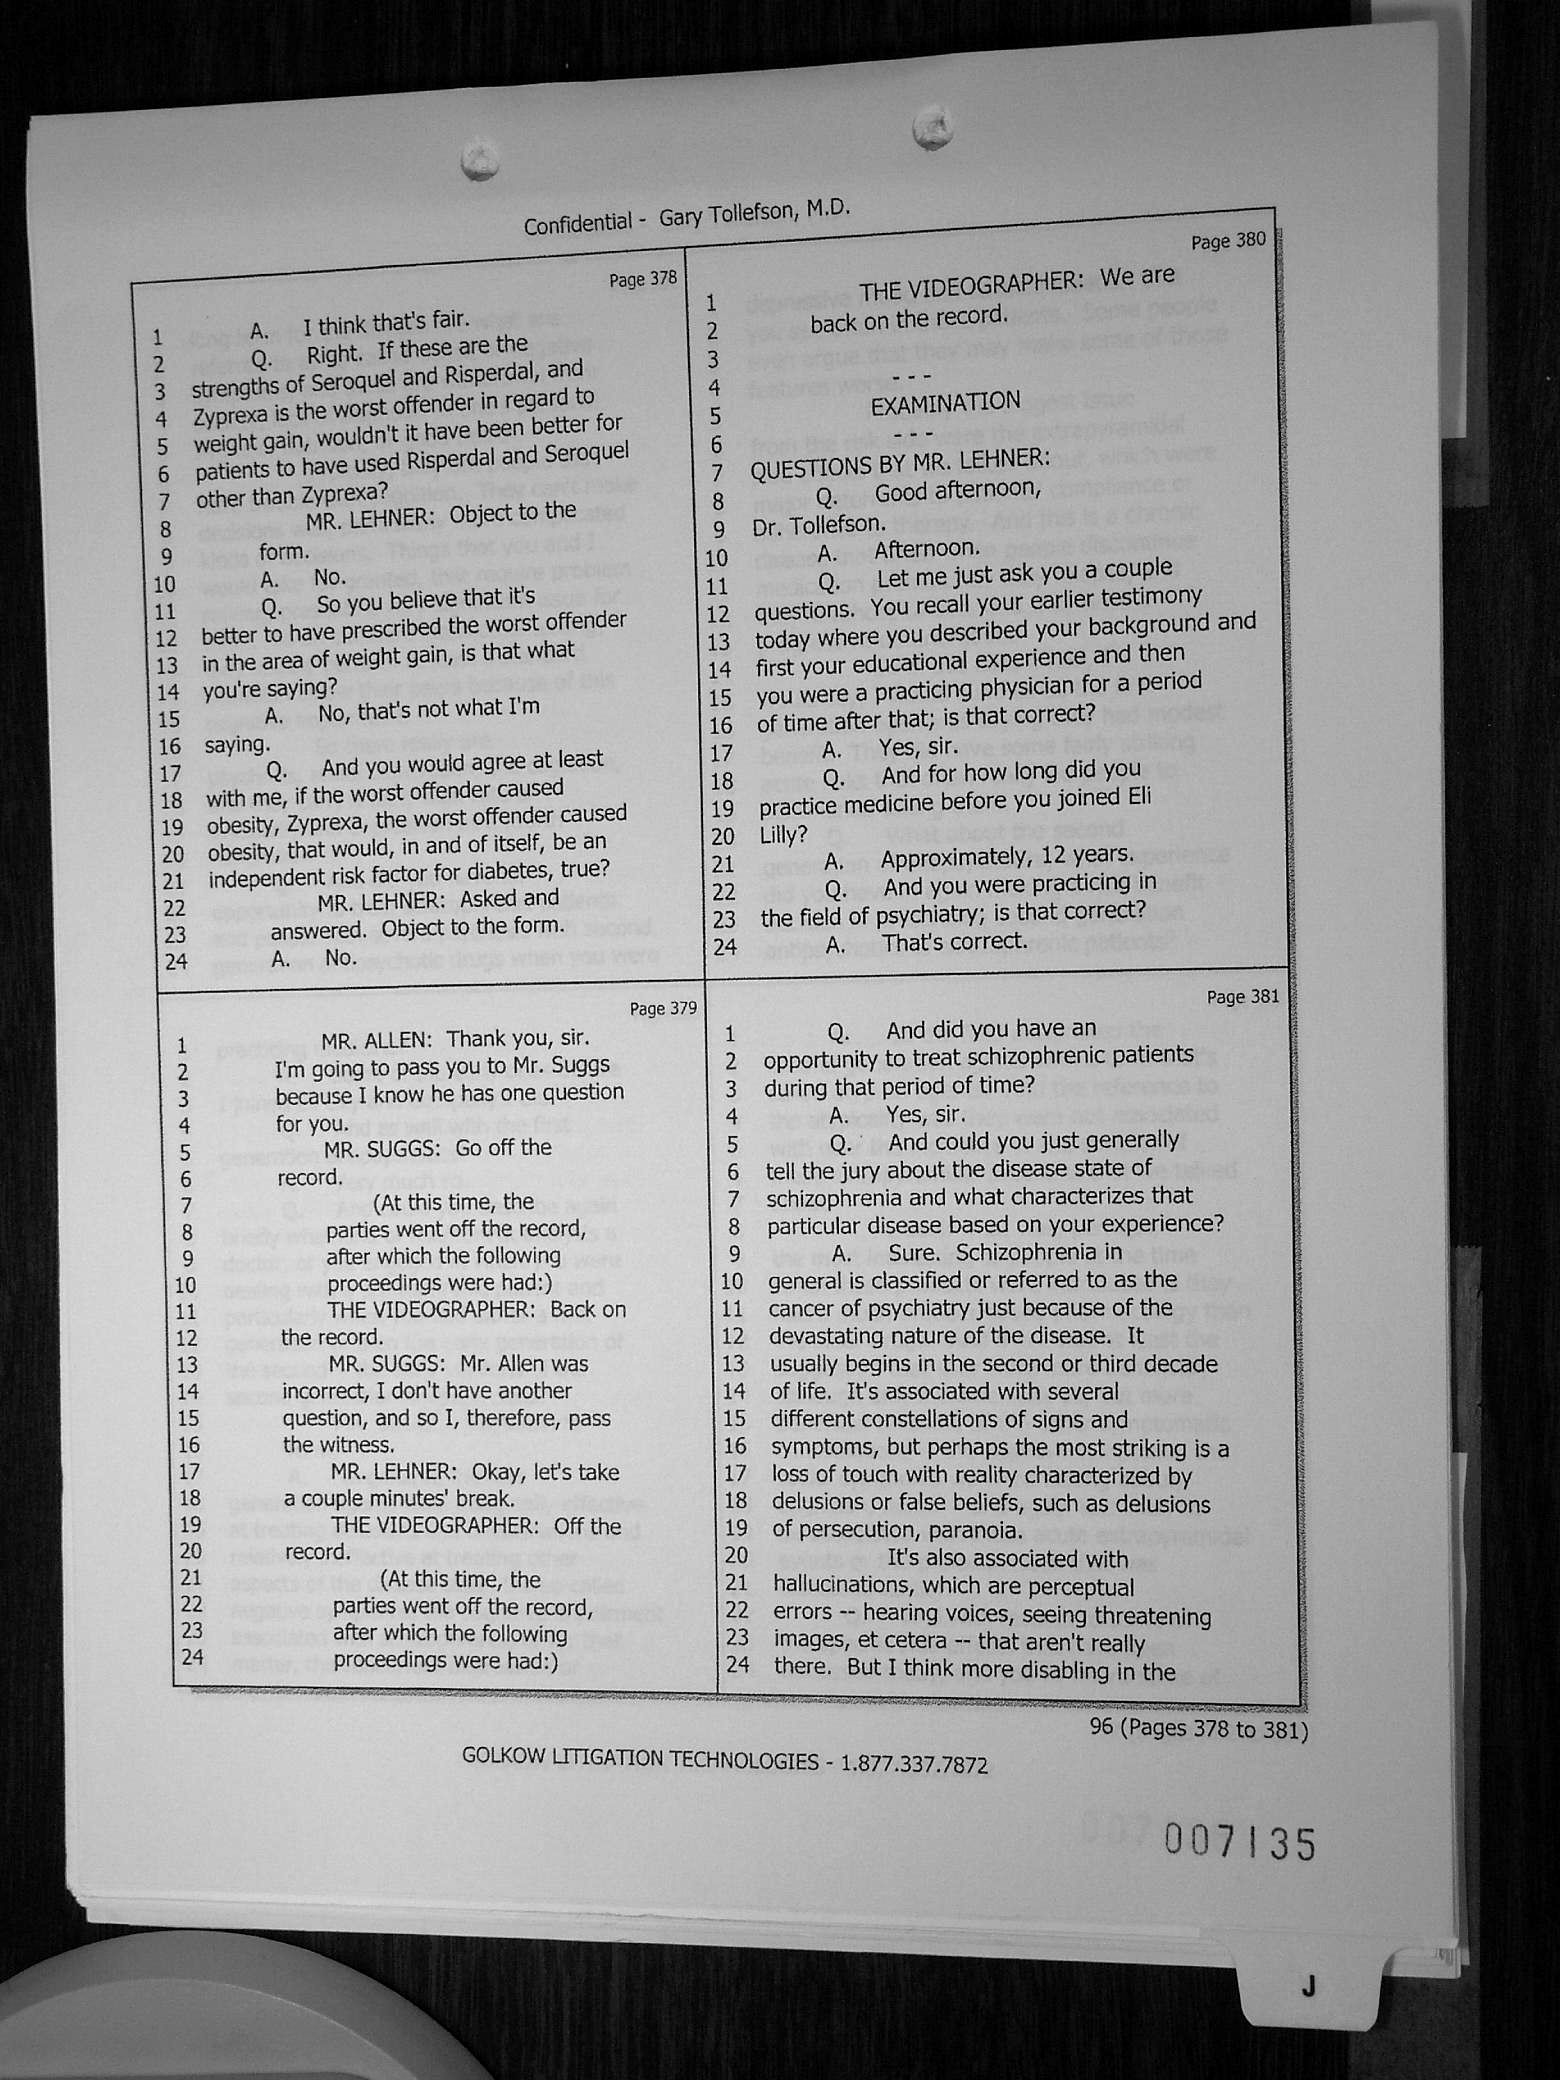 Confidential - Gary Tollefson, M.D.
Page 378
1 A. I think that's fair.
2 Q. Right. If these are the
3 strengths of Seroquel and Risperdal, and
4 Zyprexa is the worst offender in regard to
5 weight gain, wouldn't it have been better for
6 patients to have used Risperdal and Seroquel
7 other than Zyprexa?
8 MR. LEHNER: Object to the
9 form.
10 A. No.
11 Q. So you believe that it's
12 better to have prescribed the worst offender
13 in the area of weight gain, is that what
14 you're saying?
15 A. No, that's not what I'm
16 saying.
17 Q. And you would agree at least
18 with me, if the worst offender caused
19 obesity, Zyprexa, the worst offender caused
20 obesity, that would, in and of itself, be an
21 independent risk factor for diabetes, true?
22 MR. LEHNER: Asked and
23 answered. Object to the form.
24 A. No.
Page 379
1 MR. ALLEN: Thank you, sir.
2 I'm going to pass you to Mr. Suggs
3 because I know he has one question
4 for you.
5 MR. SUGGS: Go off the
6 record.
7 (At this time, the
8 parties went off the record,
9 after which the following
10 proceedings were had:)
11 THE VIDEOGRAPHER: Back on
12 the record.
13 MR. SUGGS: Mr. Allen was
14 incorrect, I don't have another
15 question, and so I, therefore, pass
16 the witness.
17 MR. LEHNER: Okay, let's take
18 a couple minutes' break.
19 THE VIDEOGRAPHER: Off the
20 record.
21 (At this time, the
22 parties went off the record,
23 after which the following
24 proceedings were had:)
Page 380
1 THE VIDEOGRAPHER: We are
2 back on the record.
3
4 - - -
5 EXAMINATION
6 - - -
7 QUESTIONS BY MR. LEHNER:
8 Q. Good afternoon,
9 Dr. Tollefson.
10 A. Afternoon.
11 Q. Let me just ask you a couple
12 questions. You recall your earlier testimony
13 today where you described your background and
14 first your educational experience and then
15 you were a practicing physician for a period
16 of time after that; is that correct?
17 A. Yes, sir.
18 Q. And for how long did you
19 practice medicine before you joined Eli
20 Lilly?
21 A. Approximately, 12 years.
22 Q. And you were practicing in
23 the field of psychiatry; is that correct?
24 A. That's correct.
Page 381
1 Q. And did you have an
2 opportunity to treat schizophrenic patients
3 during that period of time?
4 A. Yes, sir.
5 Q. And could you just generally
6 tell the jury about the disease state of
7 schizophrenia and what characterizes that
8 particular disease based on your experience?
9 A. Sure. Schizophrenia in
10 general is classified or referred to as the
11 cancer of psychiatry just because of the
12 devastating nature of the disease. It
13 usually begins in the second or third decade
14 of life. It's associated with several
15 different constellations of signs and
16 symptoms, but perhaps the most striking is a
17 loss of touch with reality characterized by
18 delusions or false beliefs, such as delusions
19 of persecution, paranoia.
20 It's also associated with
21 hallucinations, which are perceptual
22 errors -- hearing voices, seeing threatening
23 images, et cetera -- that aren't really
24 there. But I think more disabling in the
96 (Pages 378 to 381)
GOLKOW LITIGATION TECHNOLOGIES - 1.877.337.7872
007135
J